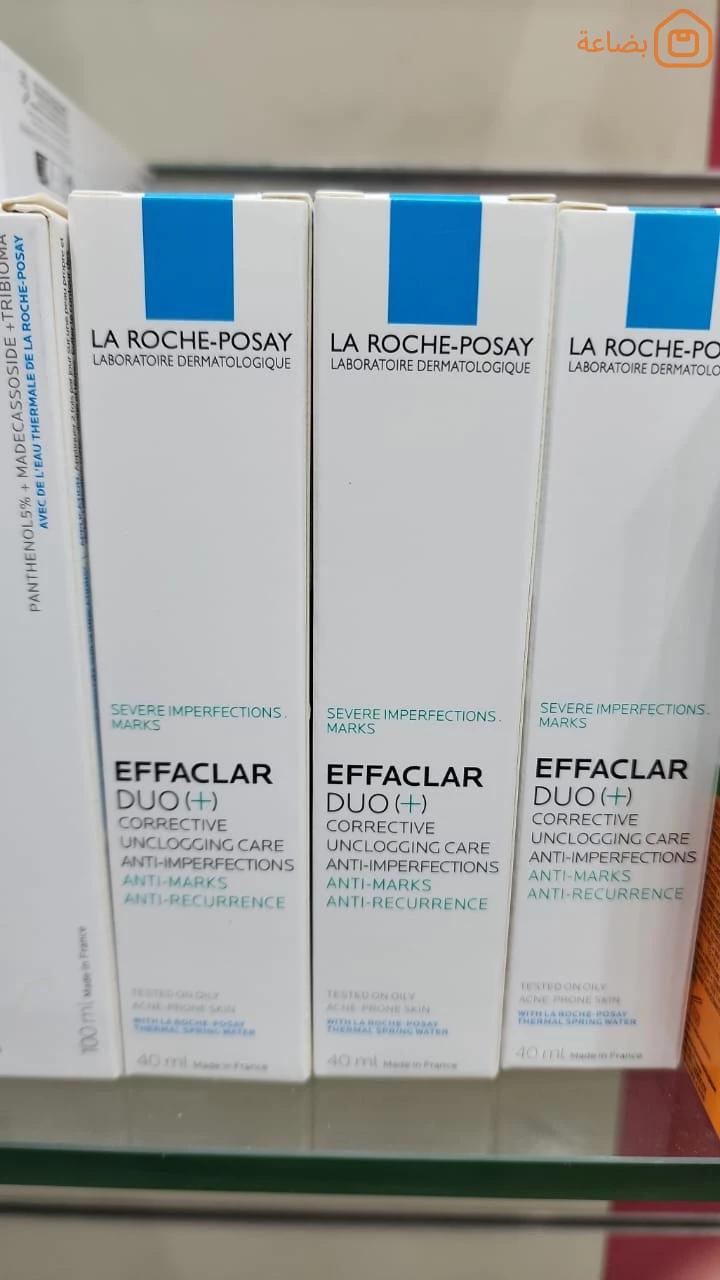 بضاعة
PANTHENOL 5% + MADECASSOSIDE + TRIBIOMA
AVEC DE L'EAU THERMALE DE LA ROCHE-POSAY
100 ml Made in France
LA ROCHE-POSAY
LABORATOIRE DERMATOLOGIQUE
SEVERE IMPERFECTIONS.
MARKS
EFFACLAR
DUO (+)
CORRECTIVE
UNCLOGGING CARE
ANTI-IMPERFECTIONS
ANTI-MARKS
ANTI-RECURRENCE
TESTED ON OILY
ACNE-PRONE SKIN
WITH LA ROCHE-POSAY
THERMAL SPRING WATER
40 ml Made in France
LA ROCHE-POSAY
LABORATOIRE DERMATOLOGIQUE
SEVERE IMPERFECTIONS.
MARKS
EFFACLAR
DUO (+)
CORRECTIVE
UNCLOGGING CARE
ANTI-IMPERFECTIONS
ANTI-MARKS
ANTI-RECURRENCE
TESTED ON OILY
ACNE-PRONE SKIN
WITH LA ROCHE-POSAY
THERMAL SPRING WATER
40 ml Made in France
LA ROCHE-PO
LABORATOIRE DERMATOLO
SEVERE IMPERFECTIONS.
MARKS
EFFACLAR
DUO (+)
CORRECTIVE
UNCLOGGING CARE
ANTI-IMPERFECTIONS
ANTI-MARKS
ANTI-RECURRENCE
TESTED ON OILY
ACNE-PRONE SKIN
WITH LA ROCHE-POSAY
THERMAL SPRING WATER
40 ml Made in France